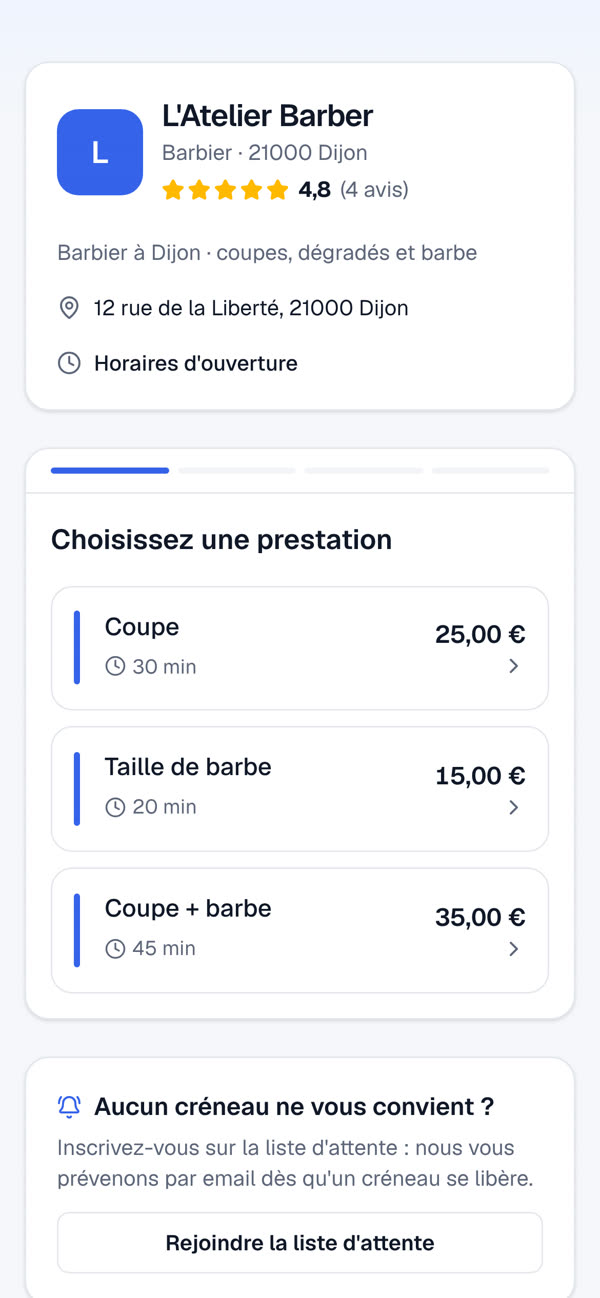 L
L'Atelier Barber
Barbier · 21000 Dijon
4,8 (4 avis)
Barbier à Dijon · coupes, dégradés et barbe
12 rue de la Liberté, 21000 Dijon
Horaires d'ouverture
Choisissez une prestation
Coupe
25,00 €
30 min
Taille de barbe
15,00 €
20 min
Coupe + barbe
35,00 €
45 min
Aucun créneau ne vous convient ?
Inscrivez-vous sur la liste d'attente : nous vous
prévenons par email dès qu'un créneau se libère.
Rejoindre la liste d'attente